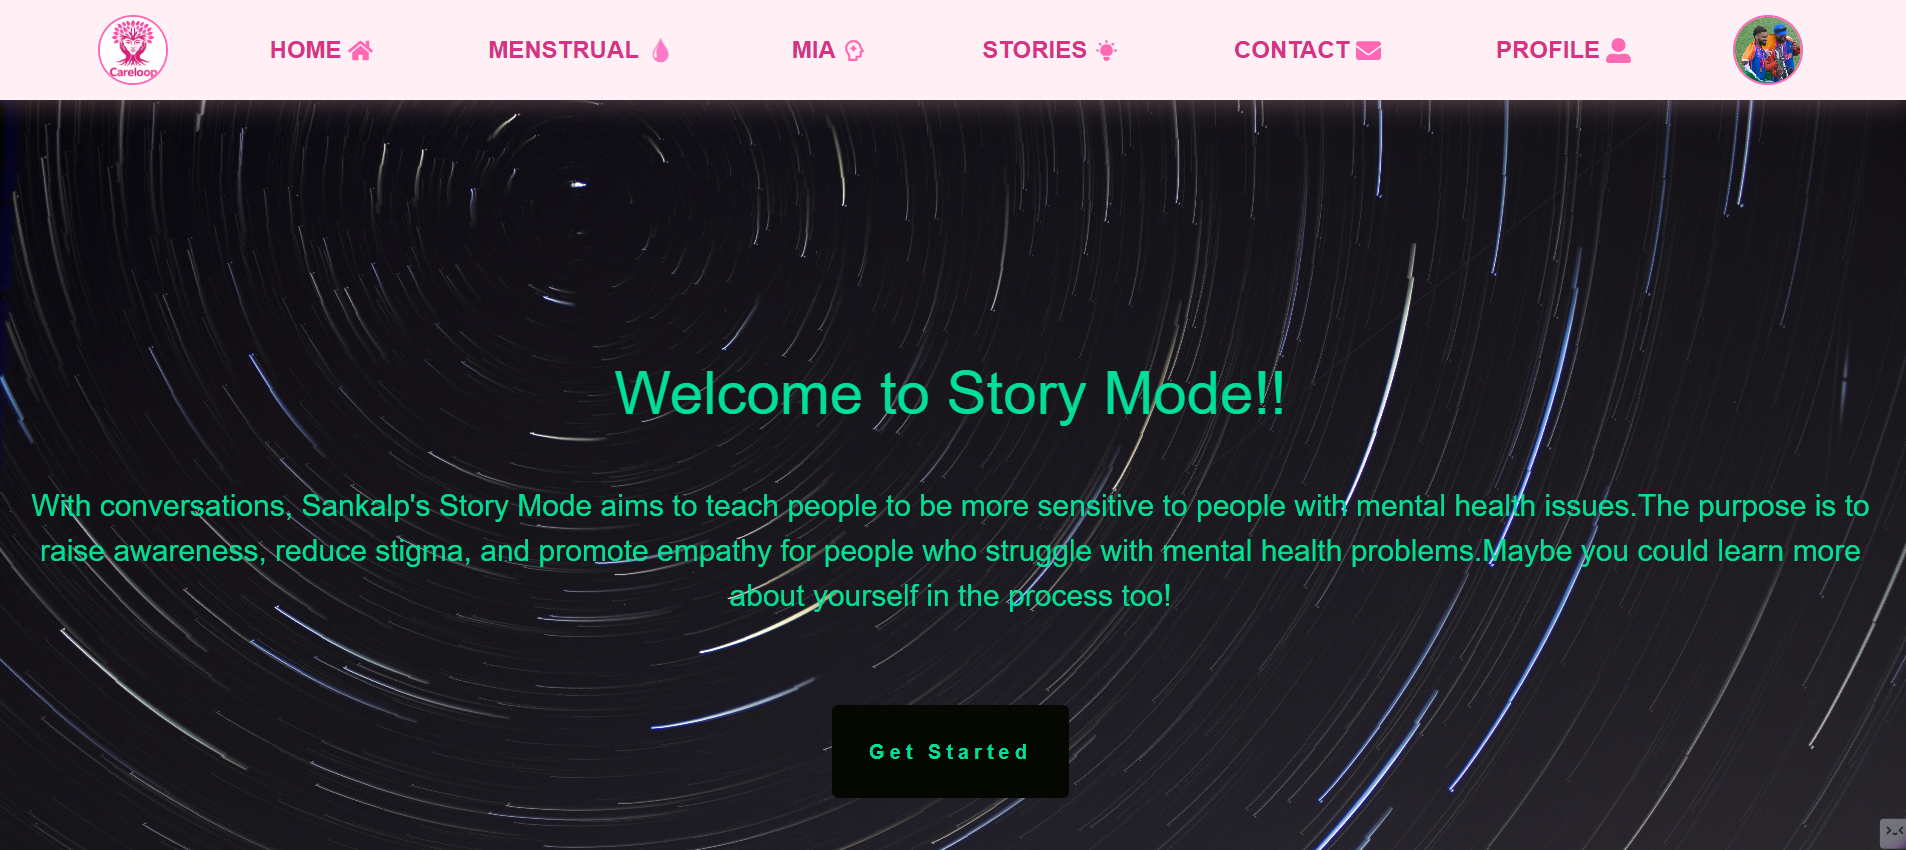 Careloop
HOME
MENSTRUAL
MIA
STORIES
CONTACT
PROFILE
Welcome to Story Mode!!
With conversations, Sankalp's Story Mode aims to teach people to be more sensitive to people with mental health issues.The purpose is to
raise awareness, reduce stigma, and promote empathy for people who struggle with mental health problems.Maybe you could learn more
about yourself in the process too!
Get Started